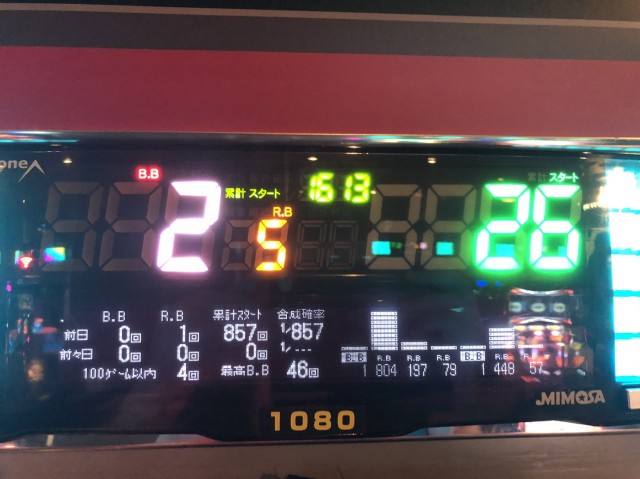 one
B.B
2
累計 スタート 1613
R.B
5
累計 スタート
26
B.B R.B 累計スタート 合成確率
前日 0回 1回 857回 1/857
前々日 0回 0回 0回 1/---
100ゲーム以内 4回 最高B.B 46回
B.B R.B R.B R.B B.B R.B R.B
1 804 197 79 1 448 57
MIMOSA
1080